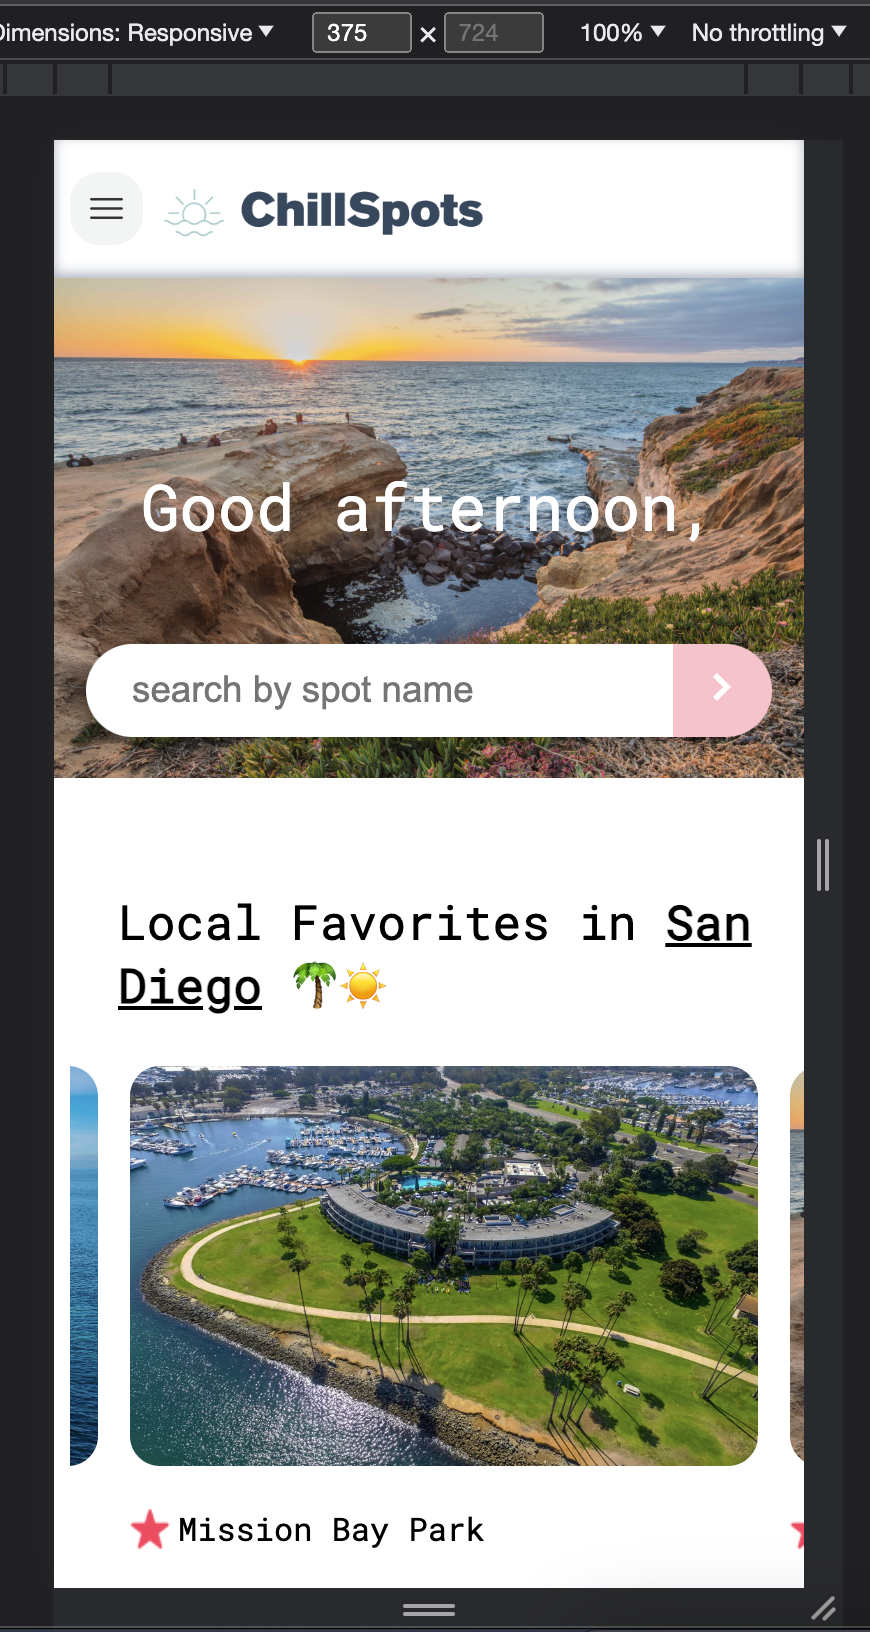 Dimensions: Responsive ▼ 375 × 724 100% ▼ No throttling ▼
ChillSpots
Good afternoon,
search by spot name
Local Favorites in San
Diego 🌴☀️
Mission Bay Park